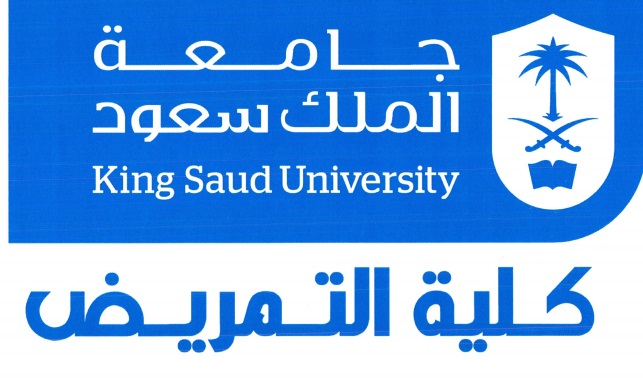 جامعة
الملك سعود
King Saud University
كلية التمريض